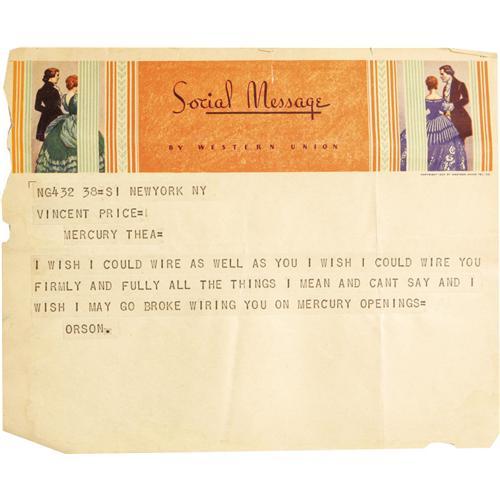 Social Message
BY WESTERN UNION
NG432 38=SI NEWYORK NY
VINCENT PRICE=
MERCURY THEA=
I WISH I COULD WIRE AS WELL AS YOU I WISH I COULD WIRE YOU
FIRMLY AND FULLY ALL THE THINGS I MEAN AND CANT SAY AND I
WISH I MAY GO BROKE WIRING YOU ON MERCURY OPENINGS=
ORSON.